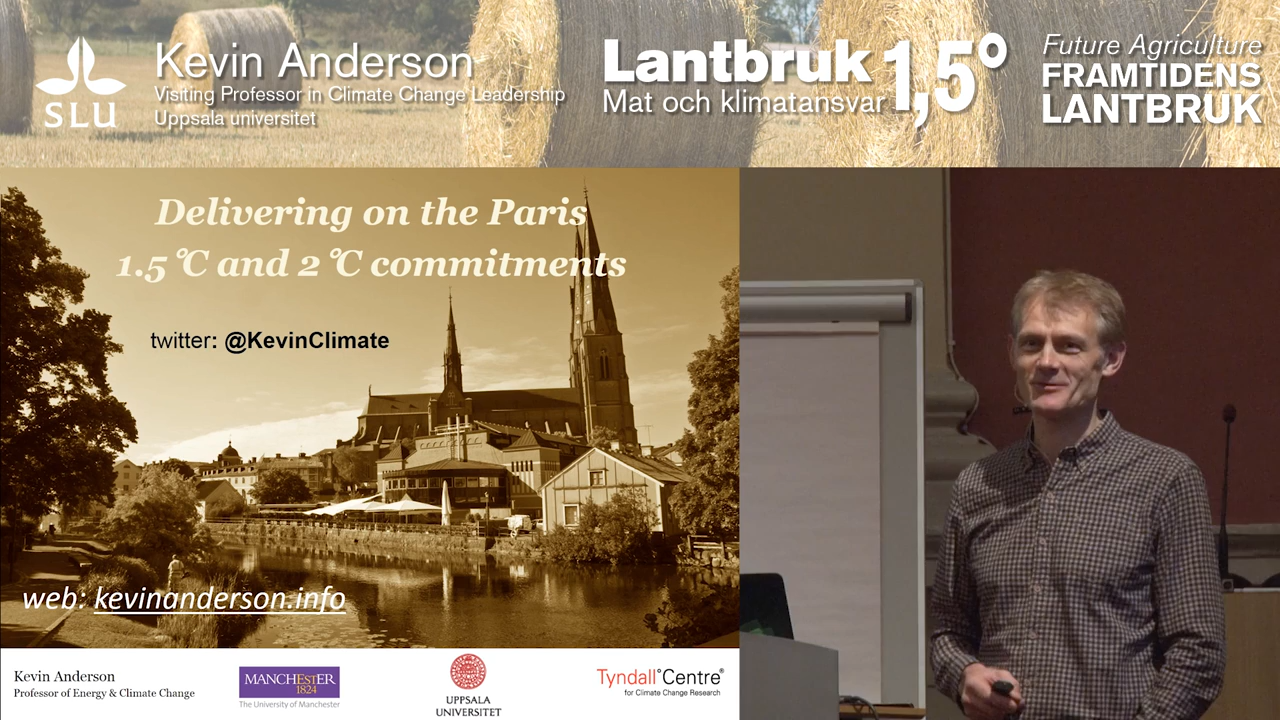 SLU
Kevin Anderson
Visiting Professor in Climate Change Leadership
Uppsala universitet
Lantbruk 1,5°
Mat och klimatansvar
Future Agriculture
FRAMTIDENS
LANTBRUK
Delivering on the Paris
1.5℃ and 2℃ commitments
twitter: @KevinClimate
web: kevinanderson.info
Kevin Anderson
Professor of Energy & Climate Change
MANCHESTER
1824
The University of Manchester
UPPSALA
UNIVERSITET
Tyndall°Centre®
for Climate Change Research